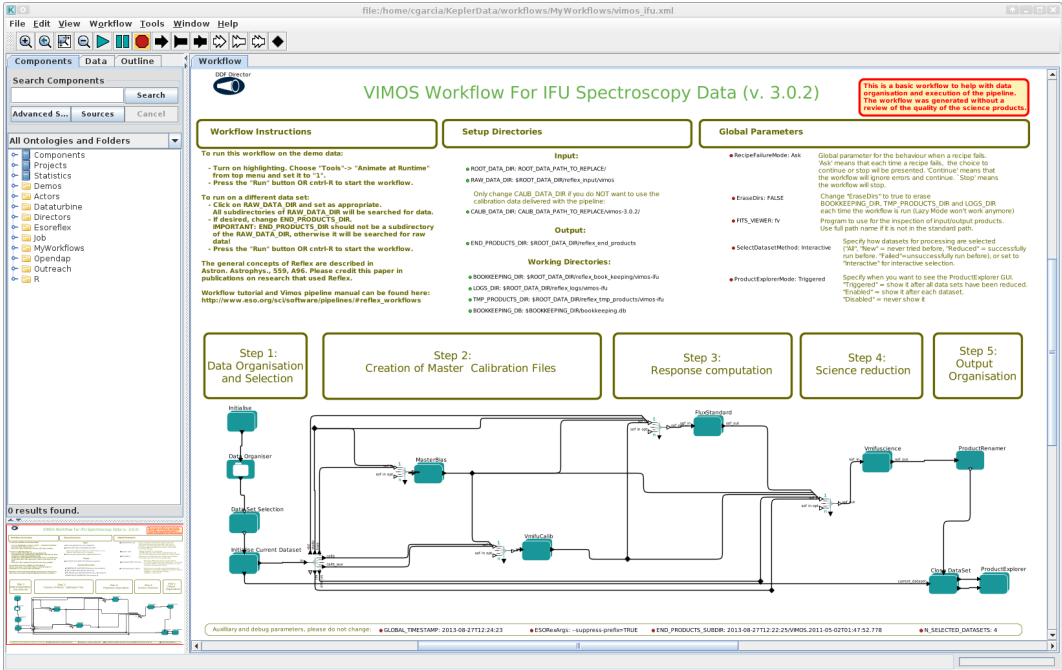 file:/home/cgarcia/KeplerData/workflows/MyWorkflows/vimos_ifu.xml
File Edit View Workflow Tools Window Help
Components Data Outline
Search Components
Search
Advanced S... Sources Cancel
All Ontologies and Folders
Components
Projects
Statistics
Demos
Actors
Dataturbine
Directors
Esoreflex
Job
MyWorkflows
Opendap
Outreach
R
0 results found.
Workflow
DDF Director
VIMOS Workflow For IFU Spectroscopy Data (v. 3.0.2)
This is a basic workflow to help with data
organisation and execution of the pipeline.
The workflow was generated without a
review of the quality of the science products.
Workflow Instructions
To run this workflow on the demo data:
- Turn on highlighting. Choose "Tools"-> "Animate at Runtime"
from top menu and set it to "1".
- Press the "Run" button OR cntrl-R to start the workflow.
To run on a different data set:
- Click on RAW_DATA_DIR and set as appropriate.
All subdirectories of RAW_DATA_DIR will be searched for data.
- If desired, change END_PRODUCTS_DIR.
IMPORTANT: END_PRODUCTS_DIR should not be a subdirectory
of the RAW_DATA_DIR, otherwise it will be searched for raw
data!
- Press the "Run" button OR cntrl-R to start the workflow.
The general concepts of Reflex are described in
Astron. Astrophys., 559, A96. Please credit this paper in
publications on research that used Reflex.
Workflow tutorial and Vimos pipeline manual can be found here:
http://www.eso.org/sci/software/pipelines/#reflex_workflows
Setup Directories
Input:
ROOT_DATA_DIR: ROOT_DATA_PATH_TO_REPLACE/
RAW_DATA_DIR: $ROOT_DATA_DIR/reflex_input/vimos
Only change CALIB_DATA_DIR if you do NOT want to use the
calibration data delivered with the pipeline:
CALIB_DATA_DIR: CALIB_DATA_PATH_TO_REPLACE/vimos-3.0.2/
Output:
END_PRODUCTS_DIR: $ROOT_DATA_DIR/reflex_end_products
Working Directories:
BOOKKEEPING_DIR: $ROOT_DATA_DIR/reflex_book_keeping/vimos-ifu
LOGS_DIR: $ROOT_DATA_DIR/reflex_logs/vimos-ifu
TMP_PRODUCTS_DIR: $ROOT_DATA_DIR/reflex_tmp_products/vimos-ifu
BOOKKEEPING_DB: $BOOKKEEPING_DIR/bookkeeping.db
Global Parameters
RecipeFailureMode: Ask
Global parameter for the behaviour when a recipe fails.
'Ask' means that each time a recipe fails, the choice to
continue or stop wil be presented. 'Continue' means that
the workflow will ignore errors and continue. `Stop' means
the workflow will stop.
EraseDirs: FALSE
Change "EraseDirs" to true to erase
BOOKKEEPING_DIR, TMP_PRODUCTS_DIR and LOGS_DIR
each time the workflow is run (Lazy Mode won't work anymore)
FITS_VIEWER: fv
Program to use for the inspection of input/output products.
Use full path name if it is not in the standard path.
SelectDatasetMethod: Interactive
Specify how datasets for processing are selected
("All", "New" = never tried before, "Reduced" = successfully
run before, "Failed"=unsuccessfully run before), or set to
"Interactive" for interactive selection.
ProductExplorerMode: Triggered
Specify when you want to see the ProductExplorer GUI.
"Triggered" = show it after all data sets have been reduced.
"Enabled" = show it after each dataset.
"Disabled" = never show it
Step 1:
Data Organisation
and Selection
Step 2:
Creation of Master Calibration Files
Step 3:
Response computation
Step 4:
Science reduction
Step 5:
Output
Organisation
Initialise
Data Organiser
DataSet Selection
Initialise Current Dataset
MasterBias
VmifuCalib
FluxStandard
Vmifuscience
ProductRenamer
Close DataSet
ProductExplorer
Auxilliary and debug parameters, please do not change:
GLOBAL_TIMESTAMP: 2013-08-27T12:24:23
ESORexArgs: --suppress-prefix=TRUE
END_PRODUCTS_SUBDIR: 2013-08-27T12:22:25/VIMOS.2011-05-02T01:47:52.778
N_SELECTED_DATASETS: 4